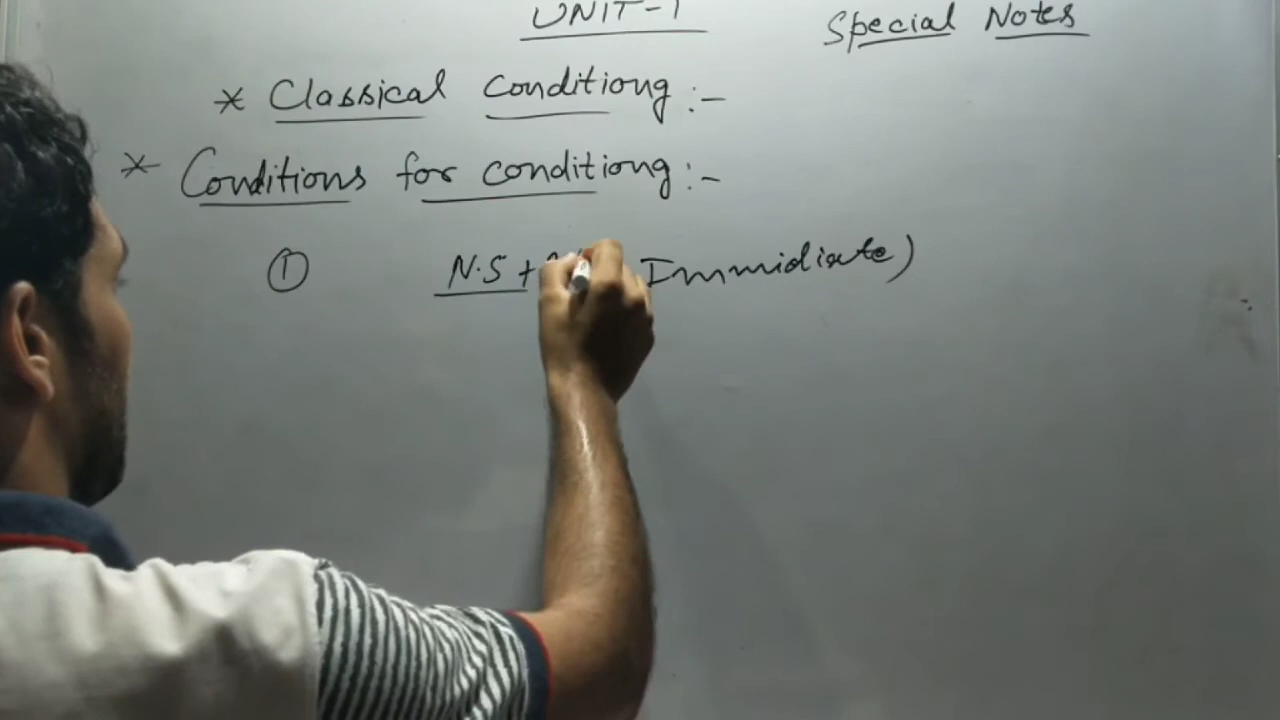 UNIT-1
Special Notes
* Classical Conditiong :-
* Conditions for conditiong :-
① N.S + Immidiate)